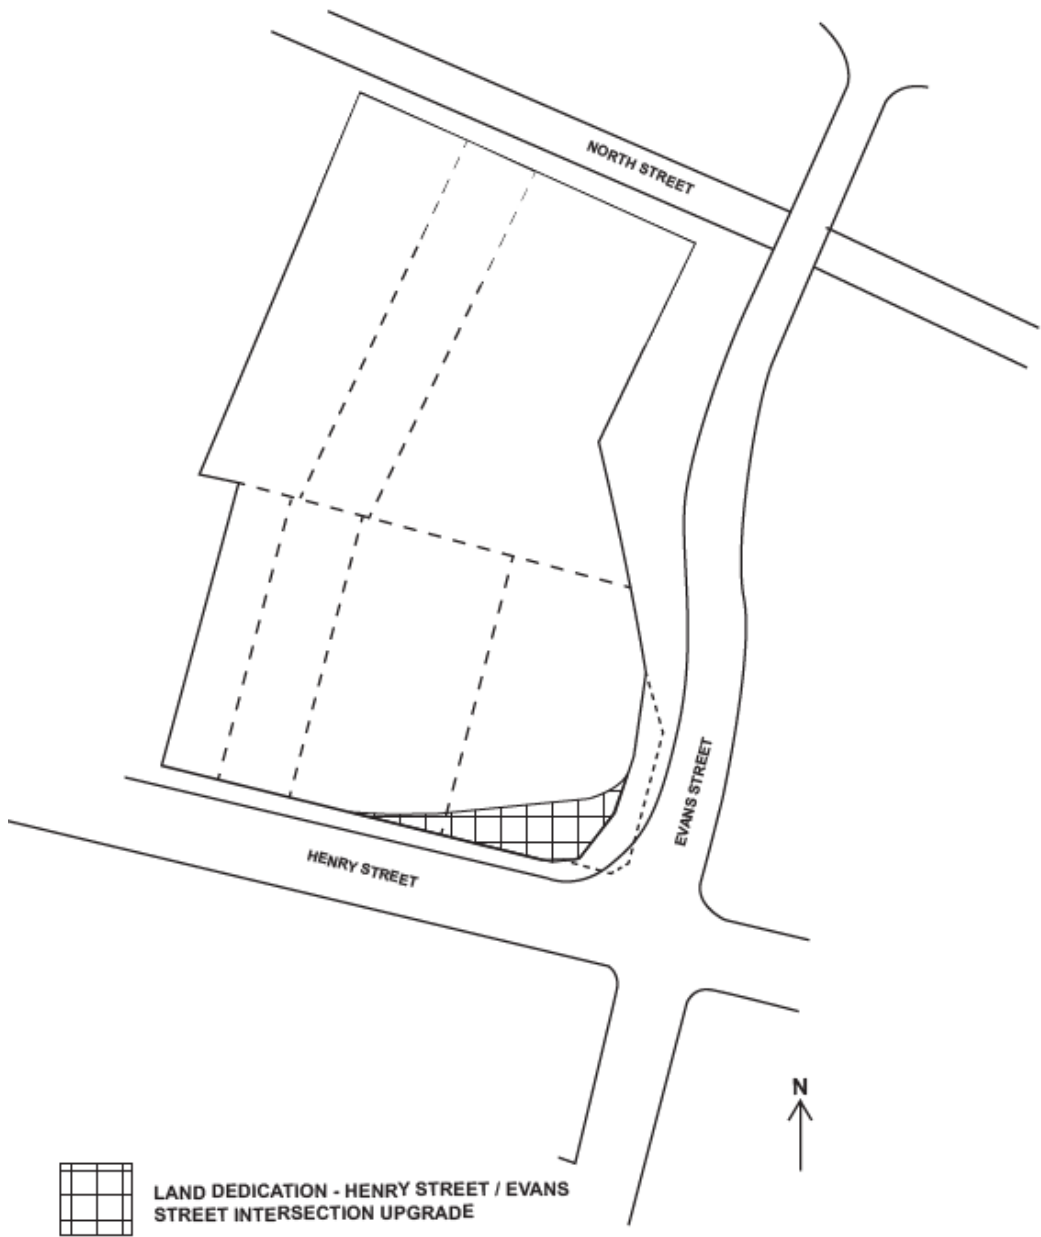 NORTH STREET
EVANS STREET
HENRY STREET
N
LAND DEDICATION - HENRY STREET / EVANS
STREET INTERSECTION UPGRADE